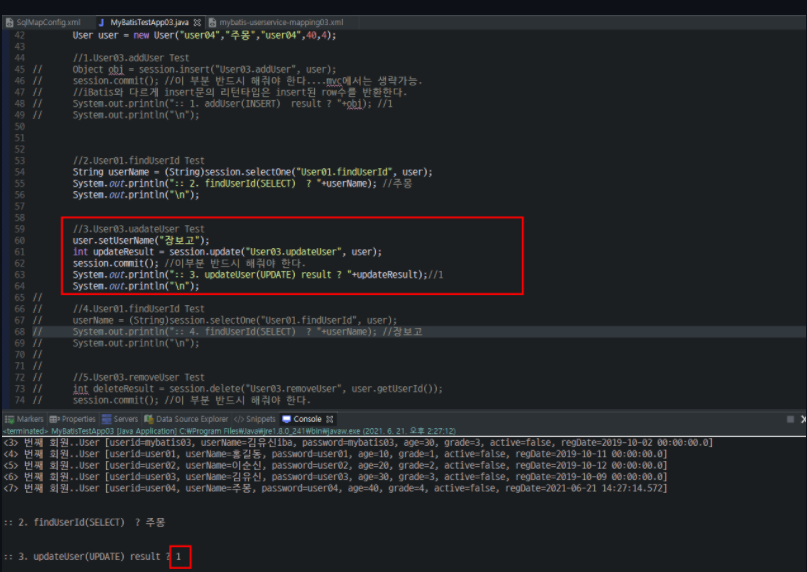 SqlMapConfig.xml MyBatisTestApp03.java mybatis-userservice-mapping03.xml
42 User user = new User("user04","주몽","user04",40,4);
43
44 //1.User03.addUser Test
45 // Object obj = session.insert("User03.addUser", user);
46 // session.commit(); //이 부분 반드시 해줘야 한다....mvc에서는 생략가능.
47 // //iBatis와 다르게 insert문의 리턴타입은 insert된 row수를 반환한다.
48 // System.out.println(":: 1. addUser(INSERT)  result ? "+obj); //1
49 // System.out.println("\n");
50
51
52
53 //2.User01.findUserId Test
54 String userName = (String)session.selectOne("User01.findUserId", user);
55 System.out.println(":: 2. findUserId(SELECT)  ? "+userName); //주몽
56 System.out.println("\n");
57
58
59 //3.User03.uadateUser Test
60 user.setUserName("장보고");
61 int updateResult = session.update("User03.updateUser", user);
62 session.commit(); //이부분 반드시 해줘야 한다.
63 System.out.println(":: 3. updateUser(UPDATE) result ? "+updateResult);//1
64 System.out.println("\n");
65 //
66 // //4.User01.findUserId Test
67 // userName = (String)session.selectOne("User01.findUserId", user);
68 // System.out.println(":: 4. findUserId(SELECT)  ? "+userName); //장보고
69 // System.out.println("\n");
70 //
71 //
72 // //5.User03.removeUser Test
73 // int deleteResult = session.delete("User03.removeUser", user.getUserId());
74 // session.commit(); //이 부분 반드시 해줘야 한다.
Markers Properties Servers Data Source Explorer Snippets Console
<terminated> MyBatisTestApp03 [Java Application] C:\Program Files\Java\jre1.8.0_241\bin\javaw.exe (2021. 6. 21. 오후 2:27:12)
<3> 번째 회원..User [userid=mybatis03, userName=김유신iba, password=mybatis03, age=30, grade=3, active=false, regDate=2019-10-02 00:00:00.0]
<4> 번째 회원..User [userid=user01, userName=홍길동, password=user01, age=10, grade=1, active=false, regDate=2019-10-11 00:00:00.0]
<5> 번째 회원..User [userid=user02, userName=이순신, password=user02, age=20, grade=2, active=false, regDate=2019-10-12 00:00:00.0]
<6> 번째 회원..User [userid=user03, userName=김유신, password=user03, age=30, grade=3, active=false, regDate=2019-10-09 00:00:00.0]
<7> 번째 회원..User [userid=user04, userName=주몽, password=user04, age=40, grade=4, active=false, regDate=2021-06-21 14:27:14.572]
:: 2. findUserId(SELECT)  ? 주몽
:: 3. updateUser(UPDATE) result ? 1